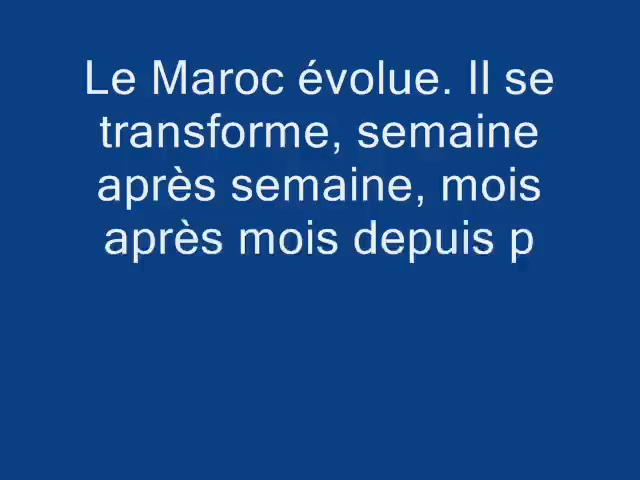 Le Maroc évolue. Il se
transforme, semaine
après semaine, mois
après mois depuis p